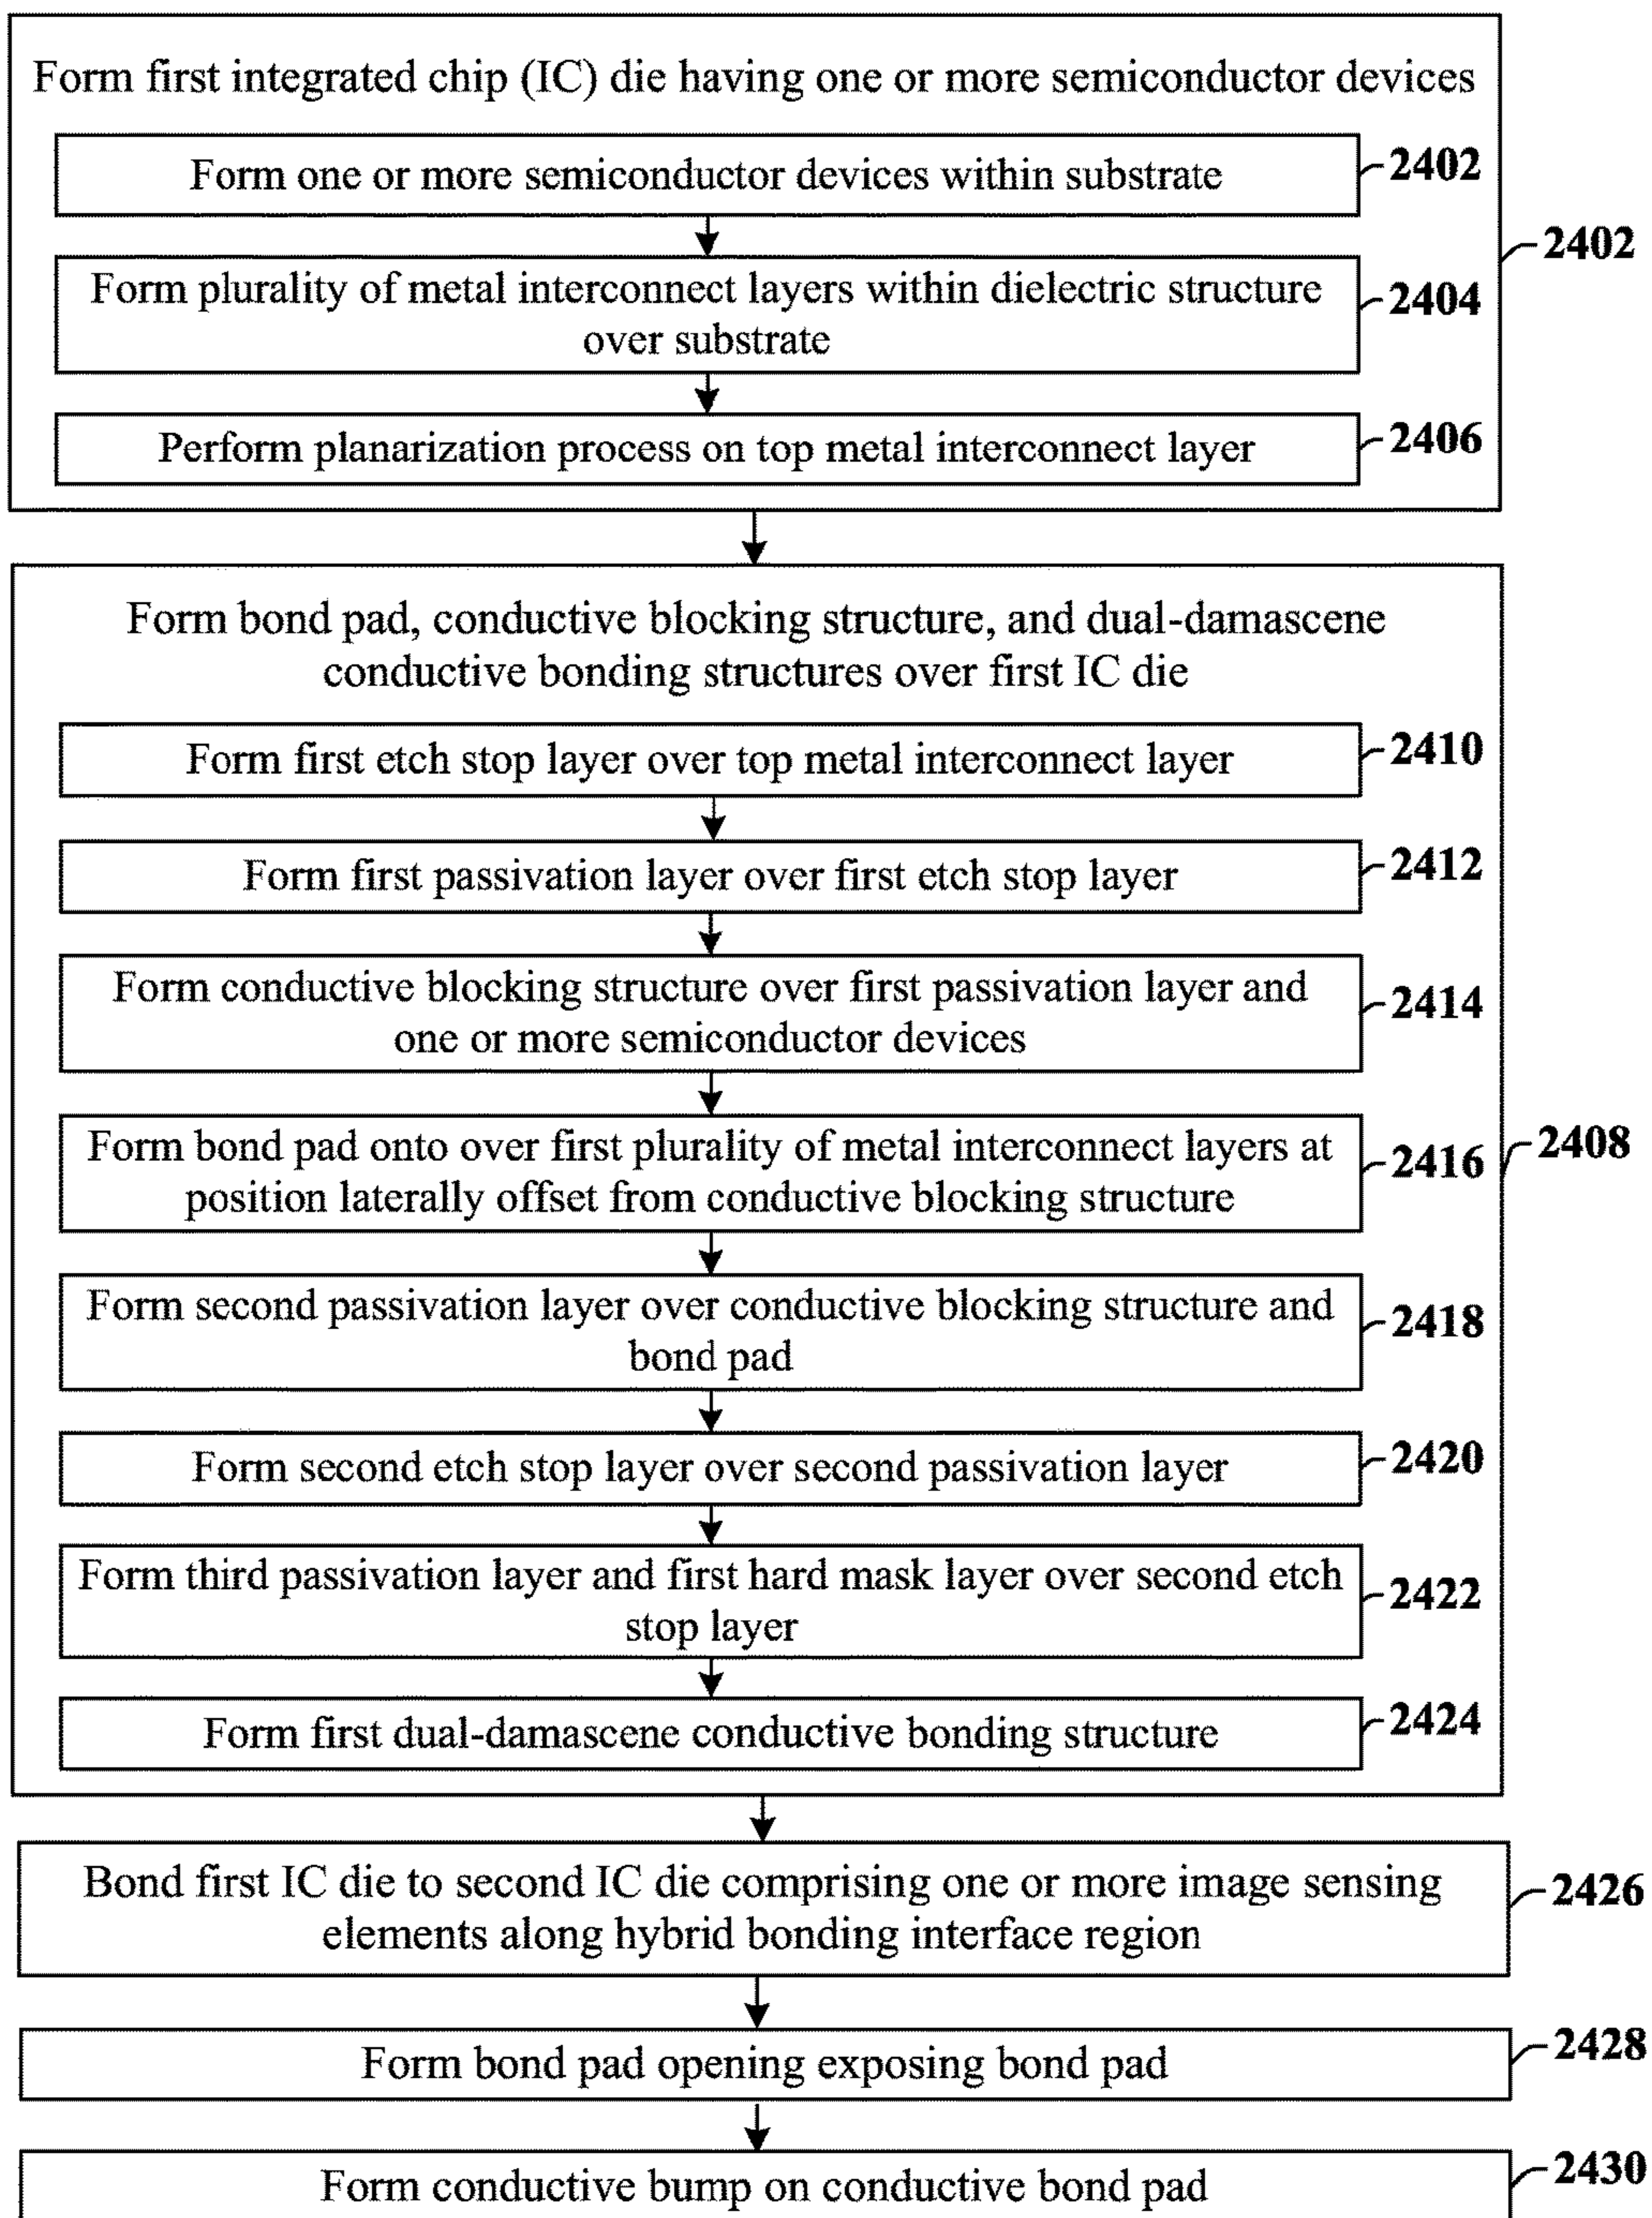 Form first integrated chip (IC) die having one or more semiconductor devices
Form one or more semiconductor devices within substrate
2402
2402
Form plurality of metal interconnect layers within dielectric structure
over substrate
2404
Perform planarization process on top metal interconnect layer
2406
Form bond pad, conductive blocking structure, and dual-damascene
conductive bonding structures over first IC die
Form first etch stop layer over top metal interconnect layer
2410
Form first passivation layer over first etch stop layer
2412
Form conductive blocking structure over first passivation layer and
one or more semiconductor devices
2414
Form bond pad onto over first plurality of metal interconnect layers at
position laterally offset from conductive blocking structure
2416
2408
Form second passivation layer over conductive blocking structure and
bond pad
2418
Form second etch stop layer over second passivation layer
2420
Form third passivation layer and first hard mask layer over second etch
stop layer
2422
Form first dual-damascene conductive bonding structure
2424
Bond first IC die to second IC die comprising one or more image sensing
elements along hybrid bonding interface region
2426
Form bond pad opening exposing bond pad
2428
Form conductive bump on conductive bond pad
2430